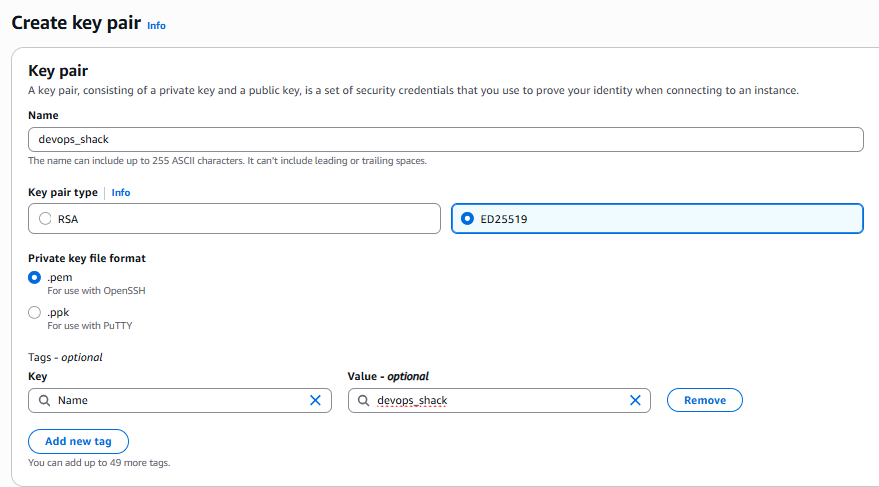 Create key pair Info
Key pair
A key pair, consisting of a private key and a public key, is a set of security credentials that you use to prove your identity when connecting to an instance.
Name
devops_shack
The name can include up to 255 ASCII characters. It can't include leading or trailing spaces.
Key pair type Info
RSA ED25519
Private key file format
.pem
For use with OpenSSH
.ppk
For use with PuTTY
Tags - optional
Key Value - optional
Name devops_shack Remove
Add new tag
You can add up to 49 more tags.